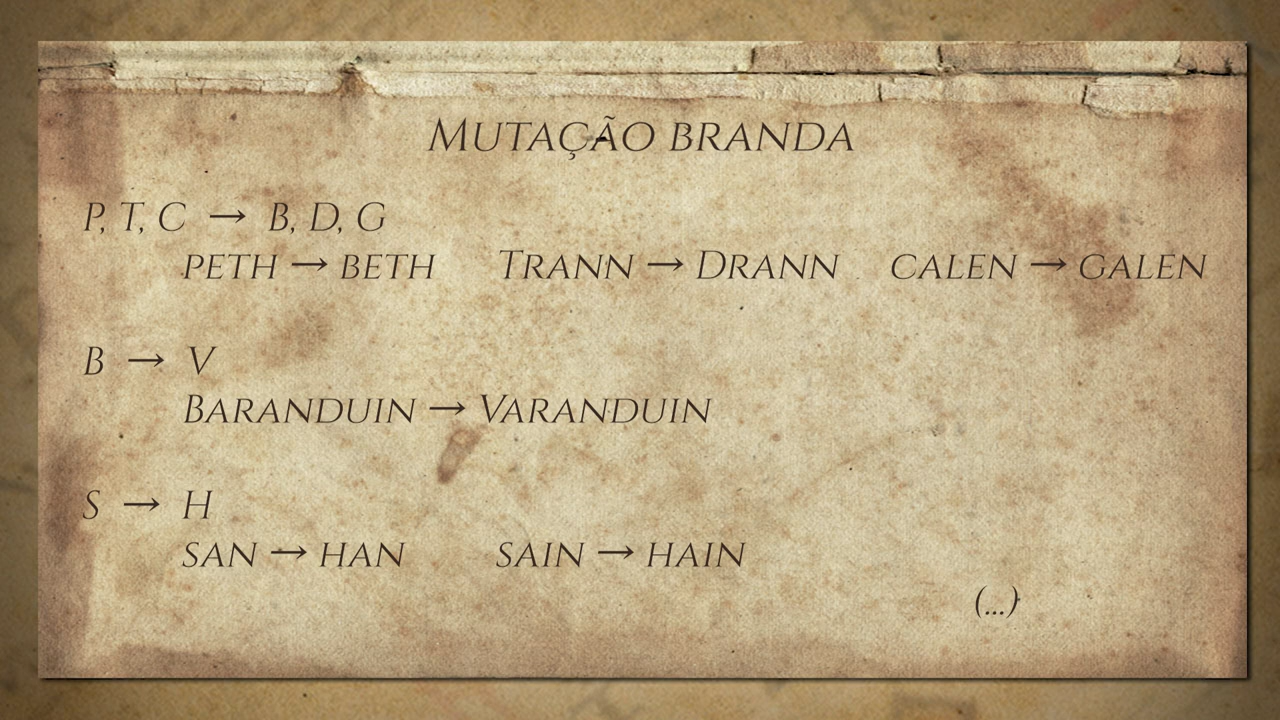 Mutação branda
P, T, C → B, D, G
peth → beth Trann → Drann calen → galen
B → V
Baranduin → Varanduin
S → H
san → han sain → hain
(...)